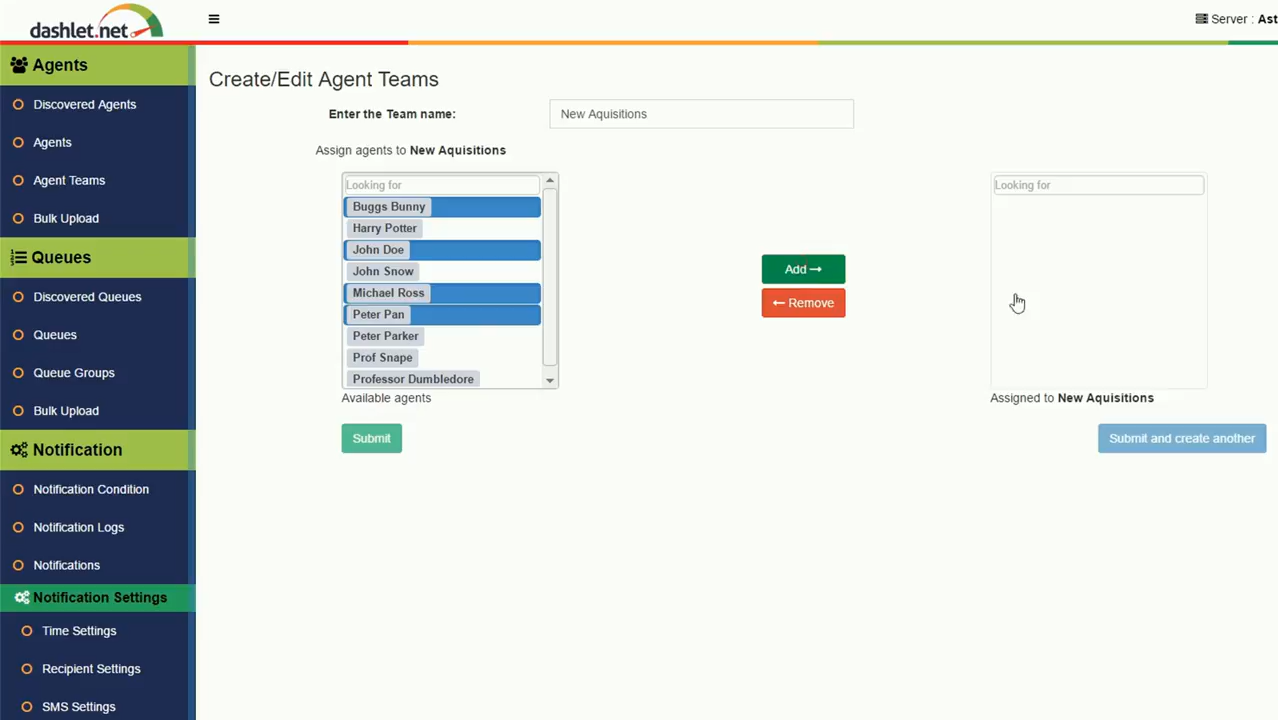 dashlet.net
Server : Ast
Agents
Discovered Agents
Agents
Agent Teams
Bulk Upload
Queues
Discovered Queues
Queues
Queue Groups
Bulk Upload
Notification
Notification Condition
Notification Logs
Notifications
Notification Settings
Time Settings
Recipient Settings
SMS Settings
Create/Edit Agent Teams
Enter the Team name:
New Aquisitions
Assign agents to New Aquisitions
Looking for
Buggs Bunny
Harry Potter
John Doe
John Snow
Michael Ross
Peter Pan
Peter Parker
Prof Snape
Professor Dumbledore
Available agents
Submit
Add →
← Remove
Looking for
Assigned to New Aquisitions
Submit and create another